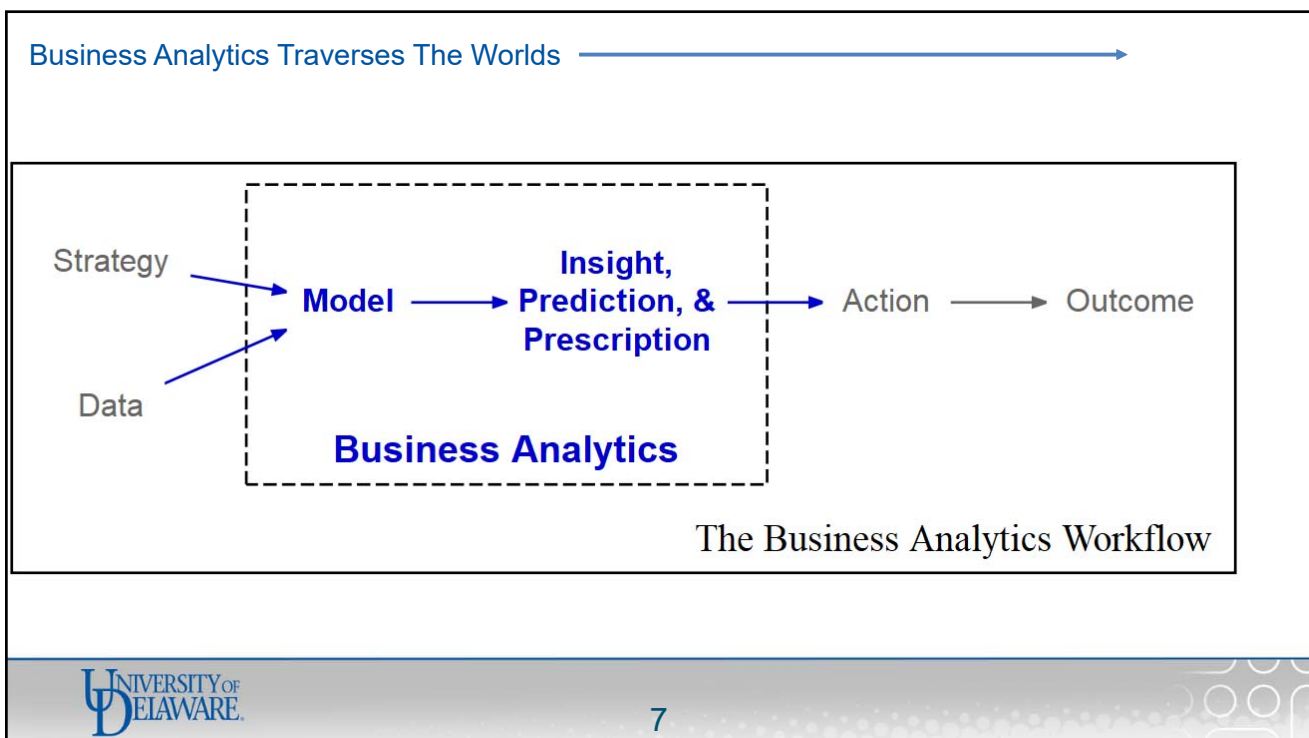 Business Analytics Traverses The Worlds
Strategy
Data
Model
Insight,
Prediction, &
Prescription
Business Analytics
Action
Outcome
The Business Analytics Workflow
UNIVERSITY OF
DELAWARE.
7